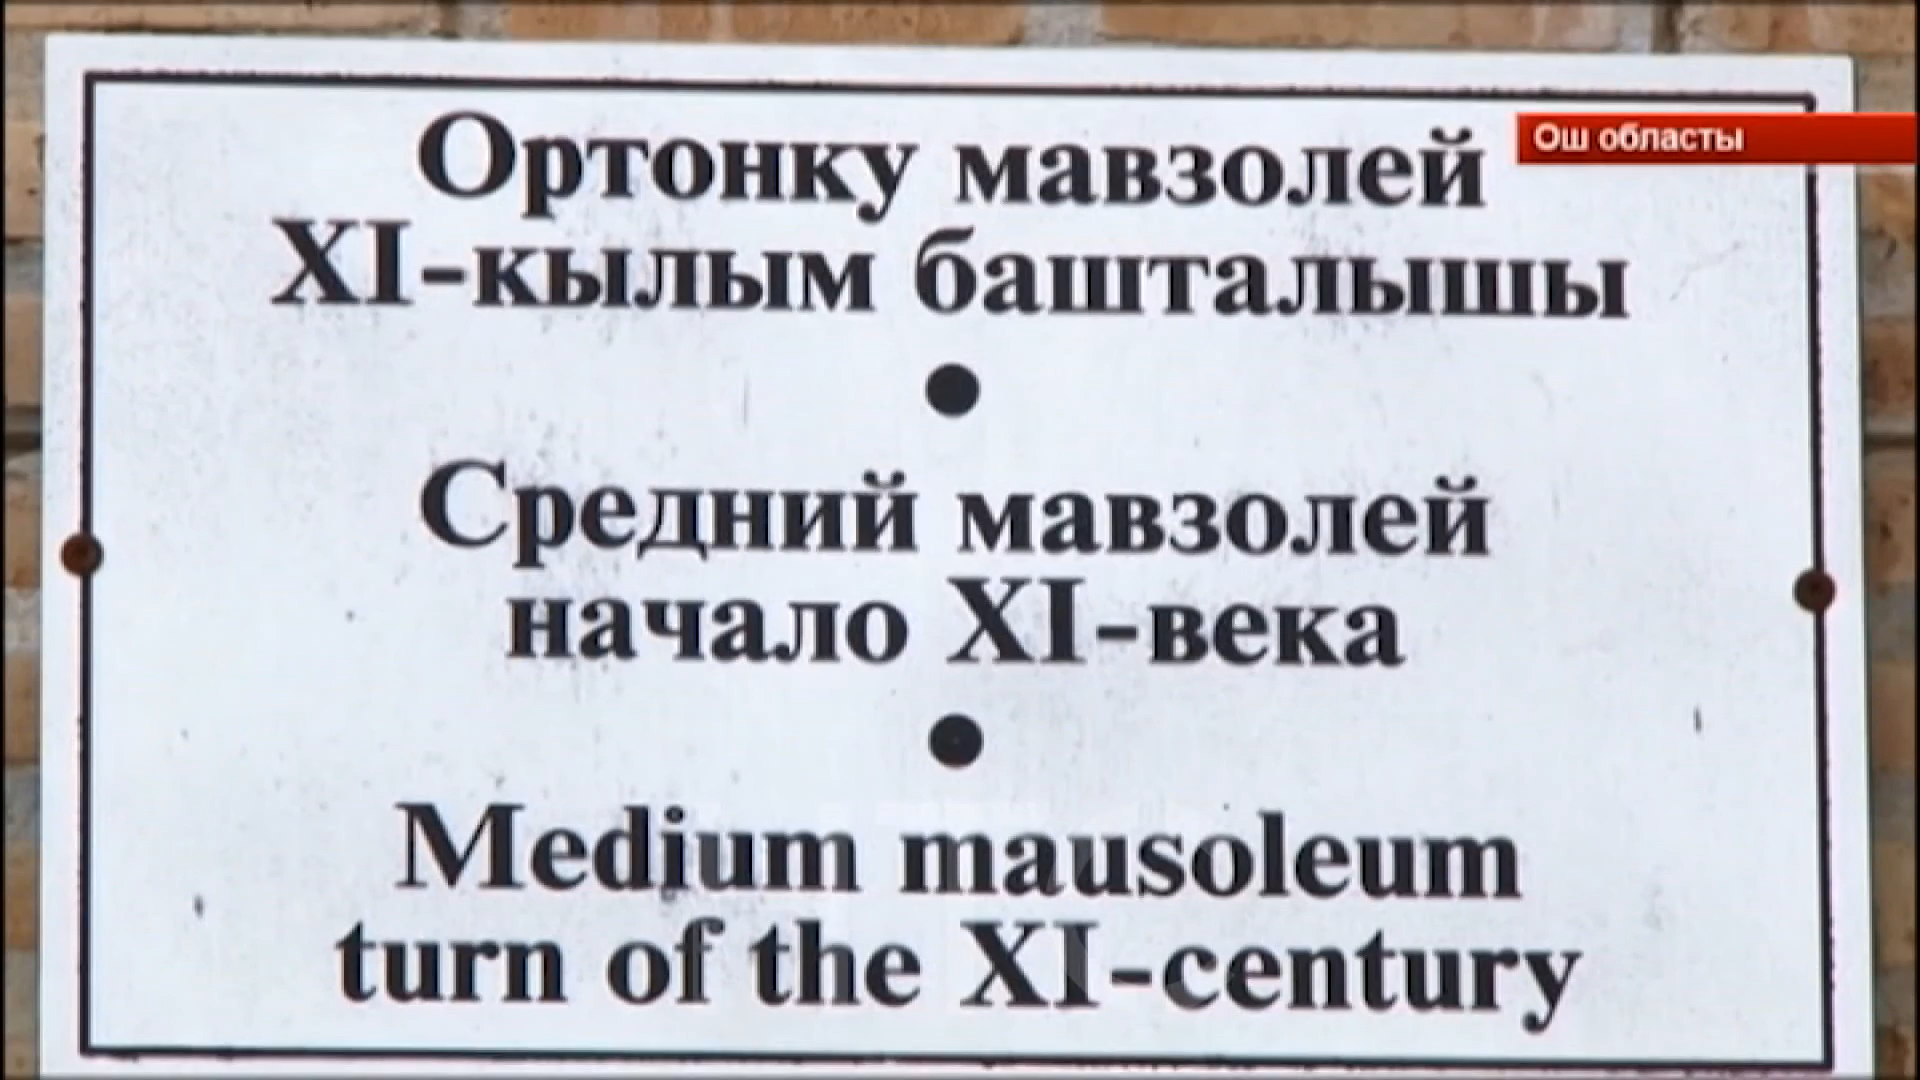 Ош областы
Ортонку мавзолей
XI-кылым башталышы
Средний мавзолей
начало XI-века
Medium mausoleum
turn of the XI-century